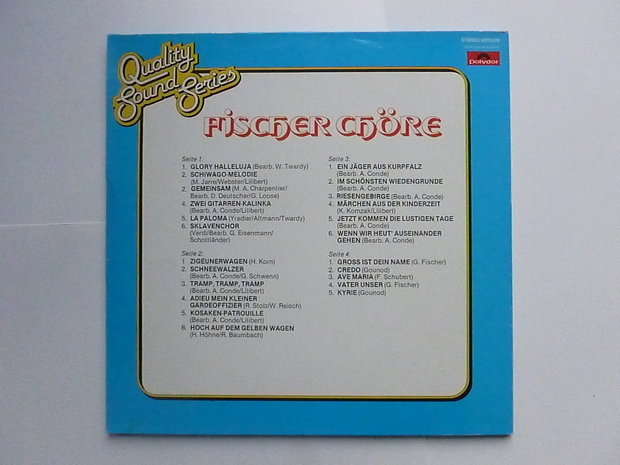 Quality
Sound
Series
STEREO
Polydor
FISCHER CHÖRE
Seite 1:
1. GLORY HALLELUJA (Bearb. W. Twardy)
2. SCHIWAGO-MELODIE
(M. Jarre/Webster/Lilibert)
2. GEMEINSAM (M. A. Charpentier/
Bearb. D. Deutscher/G. Loose)
4. ZWEI GITARREN-KALINKA
(Bearb. A. Conde/Lilibert)
5. LA PALOMA (Yradier/Allmann/Twardy)
6. SKLAVENCHOR
(Verdi/Bearb. G. Eisenmann/
Schottländer)
Seite 2:
1. ZIGEUNERWAGEN (H. Korn)
2. SCHNEEWALZER
(Bearb. A. Conde/G. Schwenn)
3. TRAMP, TRAMP, TRAMP
(Bearb. A. Conde/Lilibert)
4. ADIEU MEIN KLEINER
GARDEOFFIZIER (R. Stolz/W. Reisch)
5. KOSAKEN-PATROUILLE
(Bearb. A. Conde/Lilibert)
6. HOCH AUF DEM GELBEN WAGEN
(H. Höhne/R. Baumbach)
Seite 3:
1. EIN JÄGER AUS KURPFALZ
(Bearb. A. Conde)
2. IM SCHÖNSTEN WIEDENGRUNDE
(Bearb. A. Conde)
3. RIESENGEBIRGE (Bearb. A. Conde)
4. MÄRCHEN AUS DER KINDERZEIT
(K. Komzak/Lilibert)
5. JETZT KOMMEN DIE LUSTIGEN TAGE
(Bearb. A. Conde)
6. WENN WIR HEUT' AUSEINANDER
GEHEN (Bearb. A. Conde)
Seite 4:
1. GROSS IST DEIN NAME (G. Fischer)
2. CREDO (Gounod)
3. AVE MARIA (F. Schubert)
4. VATER UNSER (G. Fischer)
5. KYRIE (Gounod)